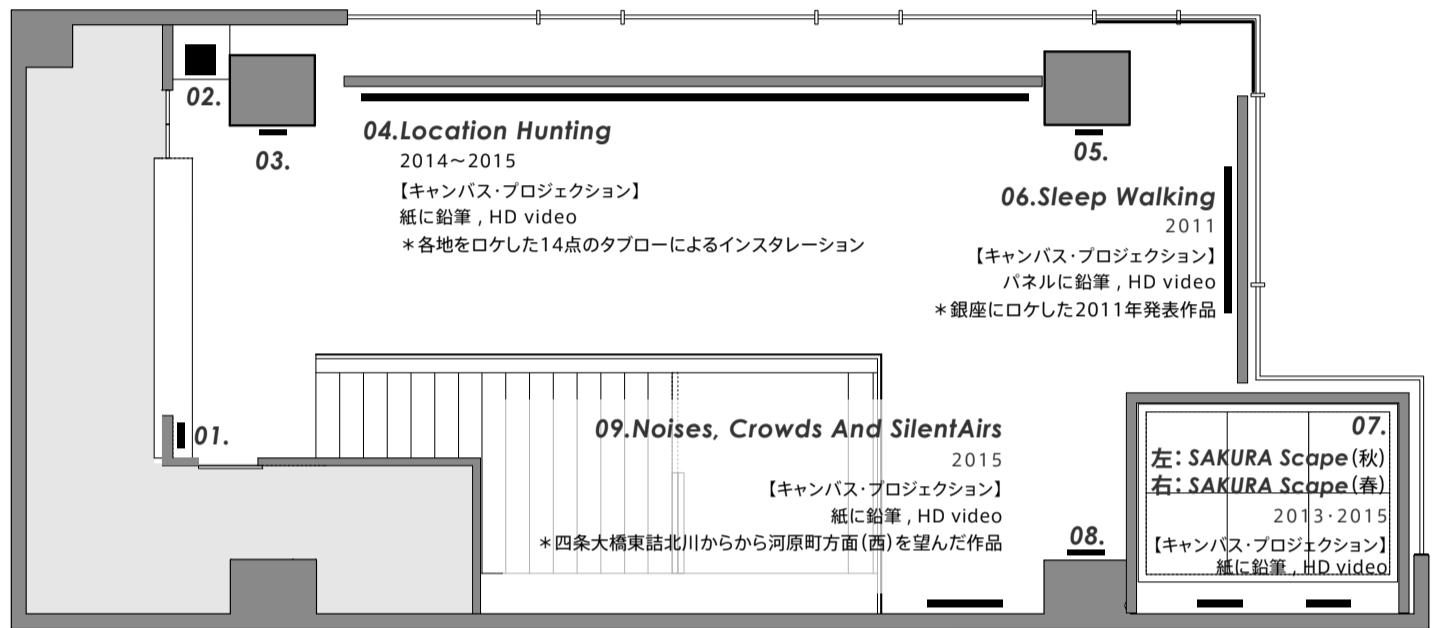 02.
03.
04.Location Hunting
2014～2015
【キャンバス・プロジェクション】
紙に鉛筆 , HD video
＊各地をロケした14点のタブローによるインスタレーション
05.
06.Sleep Walking
2011
【キャンバス・プロジェクション】
パネルに鉛筆 , HD video
＊銀座にロケした2011年発表作品
01.
09.Noises, Crowds And SilentAirs
2015
【キャンバス・プロジェクション】
紙に鉛筆 , HD video
＊四条大橋東詰北川からから河原町方面(西)を望んだ作品
08.
07.
左: SAKURA Scape(秋)
右: SAKURA Scape(春)
2013・2015
【キャンバス・プロジェクション】
紙に鉛筆 , HD video